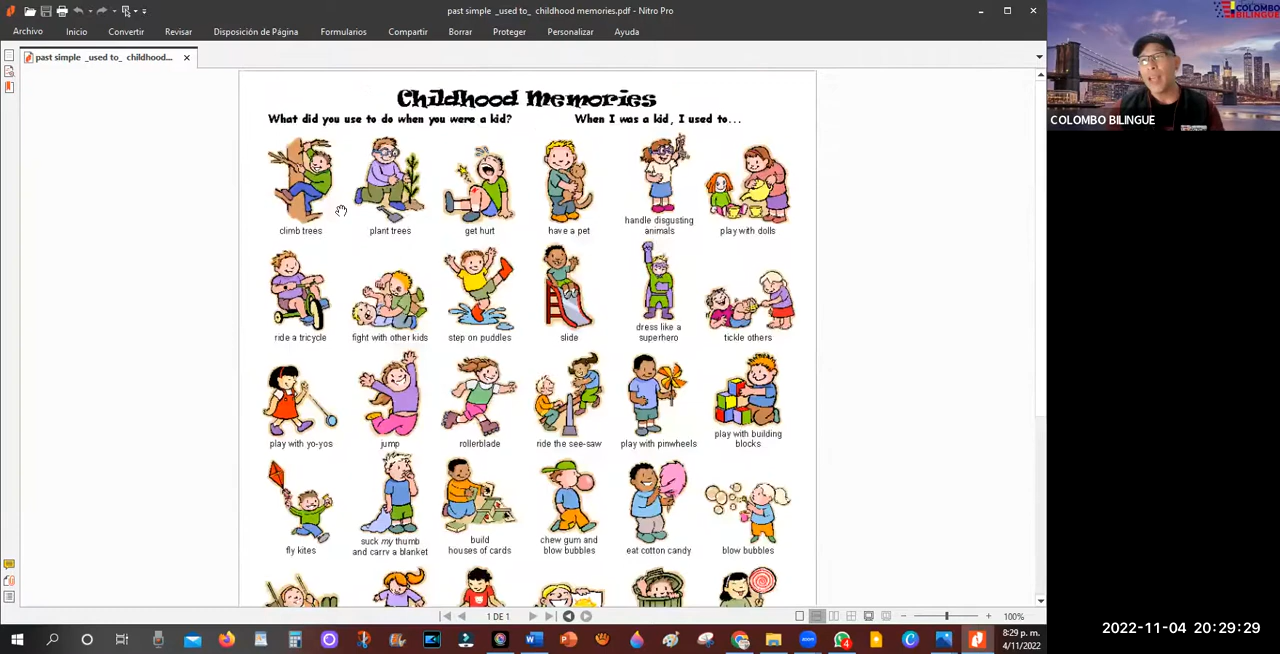 past simple _used to_ childhood memories.pdf - Nitro Pro
Archivo Inicio Convertir Revisar Disposición de Página Formularios Compartir Borrar Proteger Personalizar Ayuda
past simple _used to_ childhood...
COLOMBO
BILINGUE
COLOMBO BILINGUE
Childhood Memories
What did you use to do when you were a kid? When I was a kid, I used to...
climb trees
plant trees
get hurt
have a pet
handle disgusting
animals
play with dolls
ride a tricycle
fight with other kids
step on puddles
slide
dress like a
superhero
tickle others
play with yo-yos
jump
rollerblade
ride the see-saw
play with pinwheels
play with building
blocks
fly kites
suck my thumb
and carry a blanket
build
houses of cards
chew gum and
blow bubbles
eat cotton candy
blow bubbles
1 DE 1
100%
8:29 p. m.
4/11/2022
2022-11-04 20:29:29